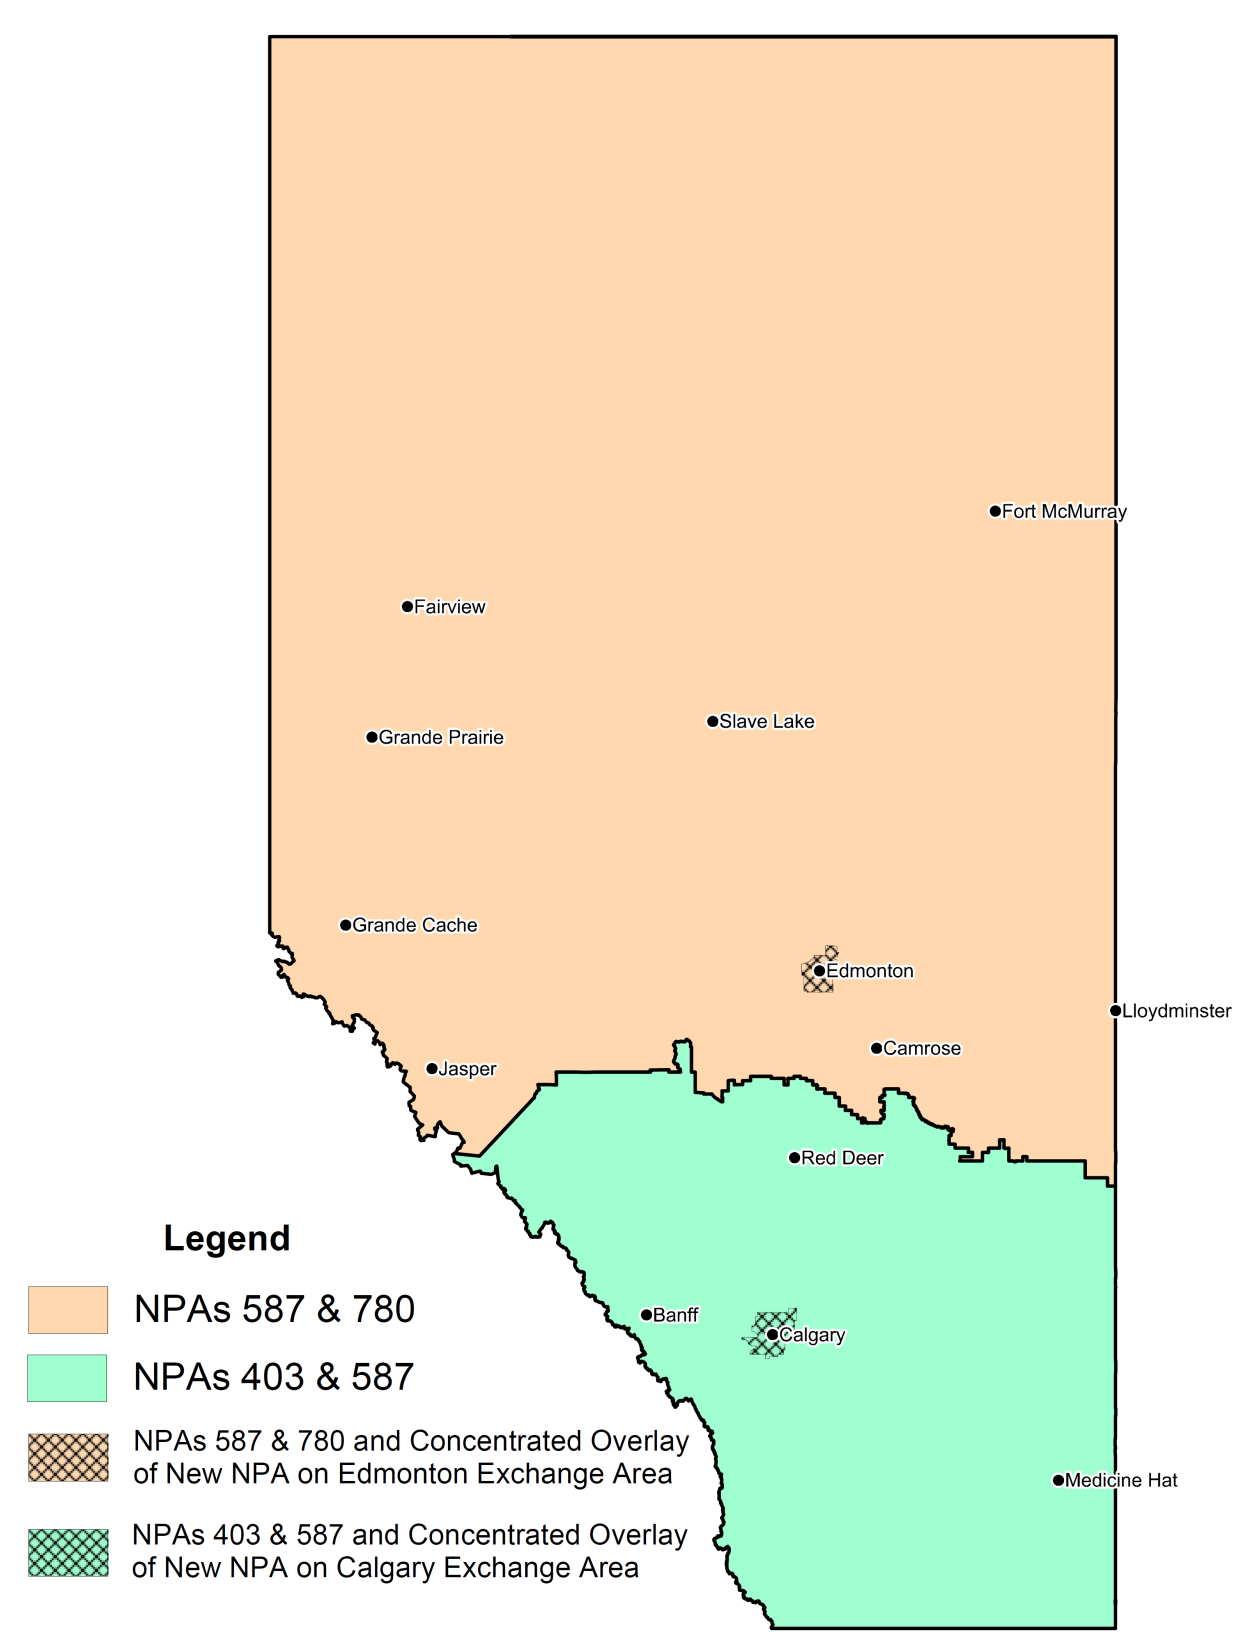 Fort McMurray
Fairview
Slave Lake
Grande Prairie
Grande Cache
Edmonton
Lloydminster
Camrose
Jasper
Red Deer
Legend
NPAs 587 & 780
Banff
Calgary
NPAs 403 & 587
NPAs 587 & 780 and Concentrated Overlay
of New NPA on Edmonton Exchange Area
Medicine Hat
NPAs 403 & 587 and Concentrated Overlay
of New NPA on Calgary Exchange Area